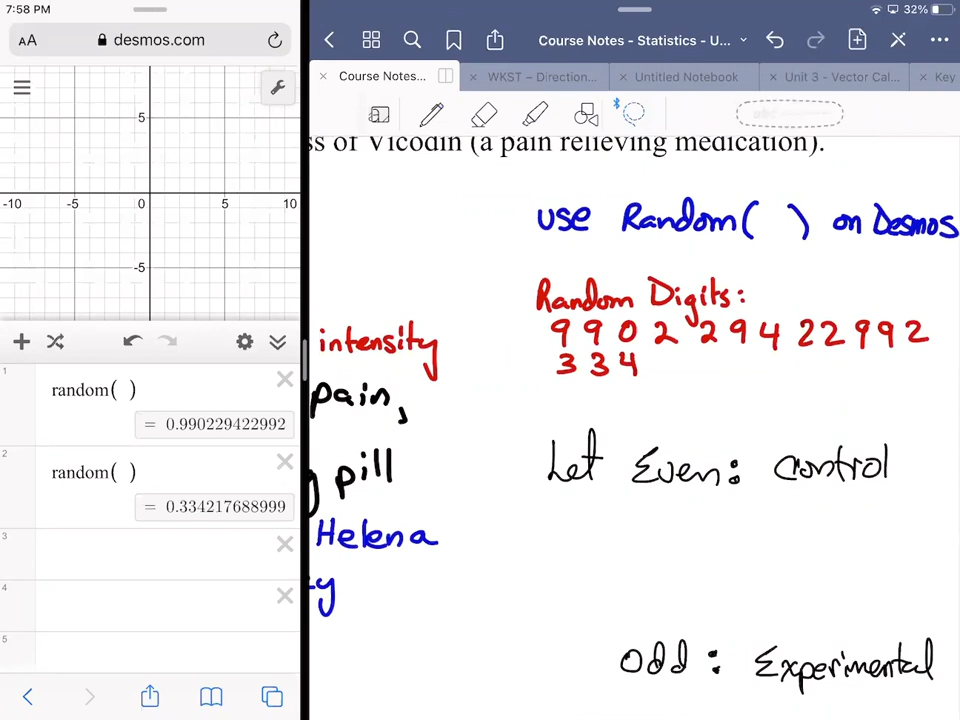 7:58 PM
32%
AA desmos.com
Course Notes - Statistics - U...
Course Notes...
WKST – Direction...
Untitled Notebook
Unit 3 - Vector Cal...
Key
ss of Vicodin (a pain relieving medication).
5
-10 -5 0 5 10
-5
1
random( )
= 0.990229422992
2
random( )
= 0.334217688999
3
4
5
intensity
pain,
pill
Helena
ty
use Random( ) on Desmos
Random Digits:
9 9 0 2 2 9 4 2 2 9 9 2
3 3 4
Let Even: Control
Odd: Experimental